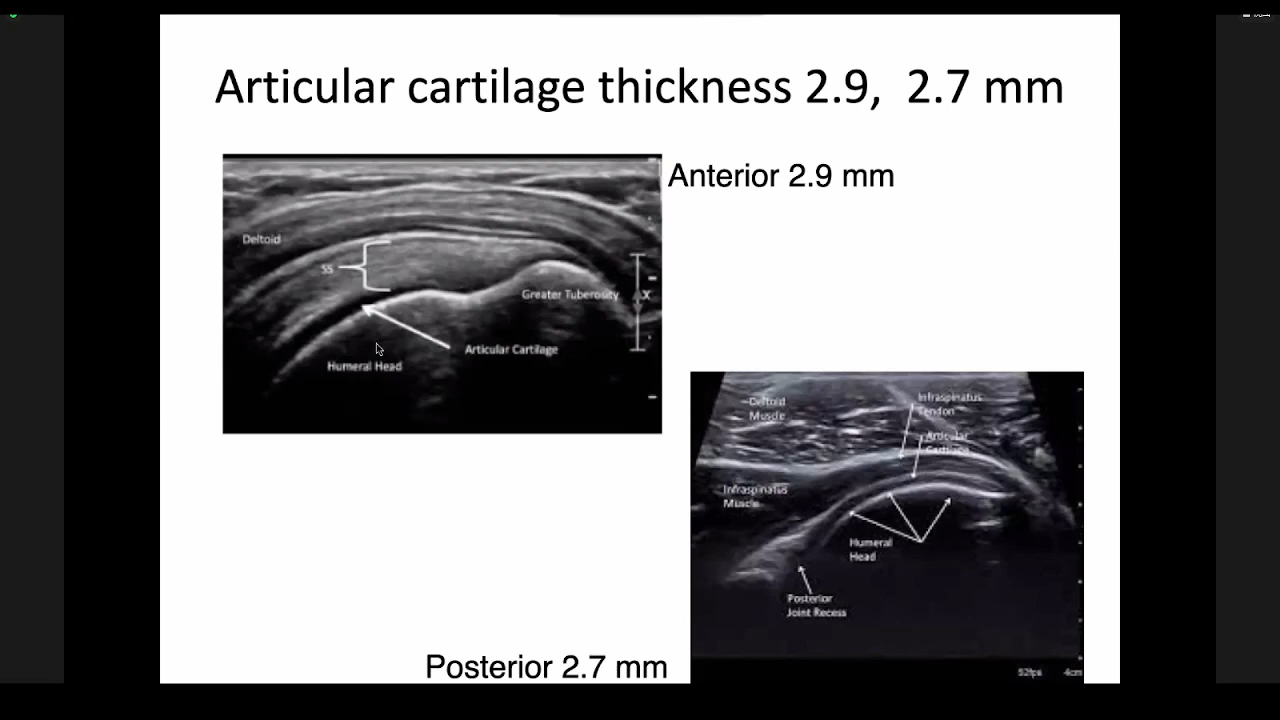 Articular cartilage thickness 2.9, 2.7 mm
Anterior 2.9 mm
Deltoid
SS
Greater Tuberosity
X
Articular Cartilage
Humeral Head
Deltoid
Muscle
Infraspinatus
Tendon
Articular
Cartilage
Infraspinatus
Muscle
Humeral
Head
Posterior
Joint Recess
Posterior 2.7 mm
52fps 4cm